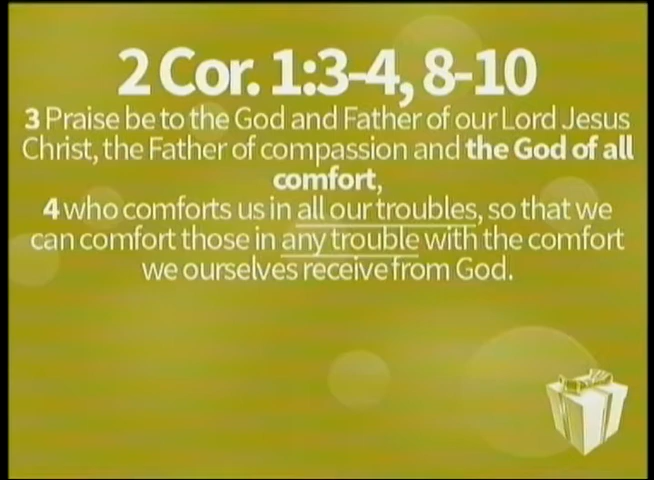 2 Cor. 1:3-4, 8-10
3 Praise be to the God and Father of our Lord Jesus
Christ, the Father of compassion and the God of all
comfort,
4 who comforts us in all our troubles, so that we
can comfort those in any trouble with the comfort
we ourselves receive from God.